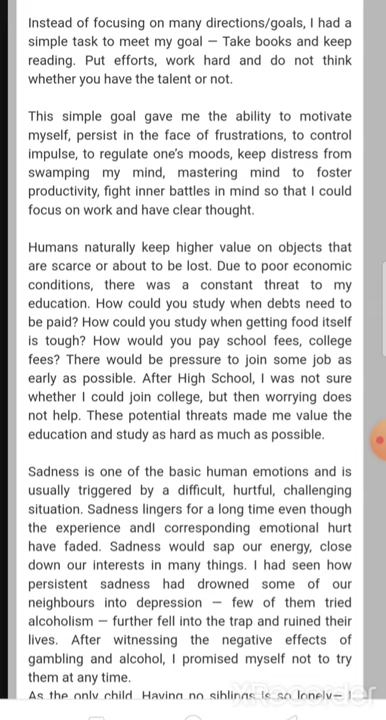 Instead of focusing on many directions/goals, I had a
simple task to meet my goal — Take books and keep
reading. Put efforts, work hard and do not think
whether you have the talent or not.
This simple goal gave me the ability to motivate
myself, persist in the face of frustrations, to control
impulse, to regulate one's moods, keep distress from
swamping my mind, mastering mind to foster
productivity, fight inner battles in mind so that I could
focus on work and have clear thought.
Humans naturally keep higher value on objects that
are scarce or about to be lost. Due to poor economic
conditions, there was a constant threat to my
education. How could you study when debts need to
be paid? How could you study when getting food itself
is tough? How would you pay school fees, college
fees? There would be pressure to join some job as
early as possible. After High School, I was not sure
whether I could join college, but then worrying does
not help. These potential threats made me value the
education and study as hard as much as possible.
Sadness is one of the basic human emotions and is
usually triggered by a difficult, hurtful, challenging
situation. Sadness lingers for a long time even though
the experience andl corresponding emotional hurt
have faded. Sadness would sap our energy, close
down our interests in many things. I had seen how
persistent sadness had drowned some of our
neighbours into depression — few of them tried
alcoholism — further fell into the trap and ruined their
lives. After witnessing the negative effects of
gambling and alcohol, I promised myself not to try
them at any time.
As the only child, Having no siblings is so lonely— I
XRecorder